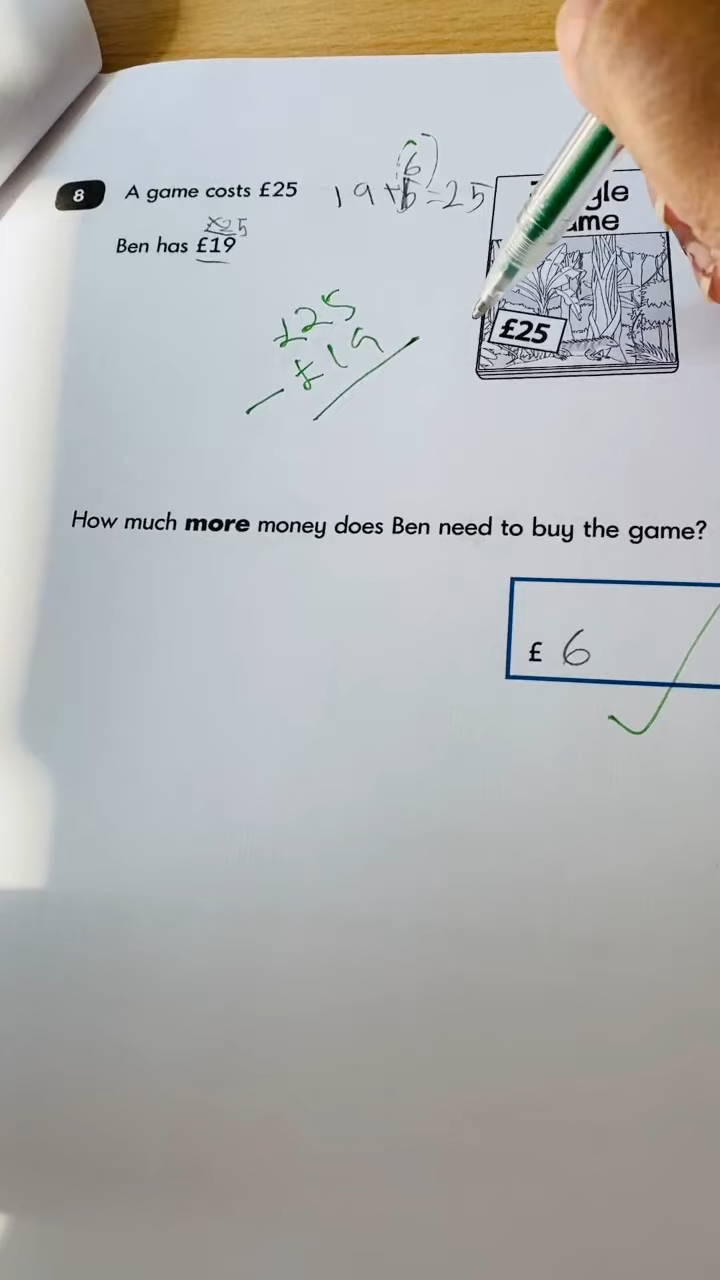 8 A game costs £25
19 + 6 = 25
×25
Ben has £19
£25
- £19
£25
How much more money does Ben need to buy the game?
£ 6